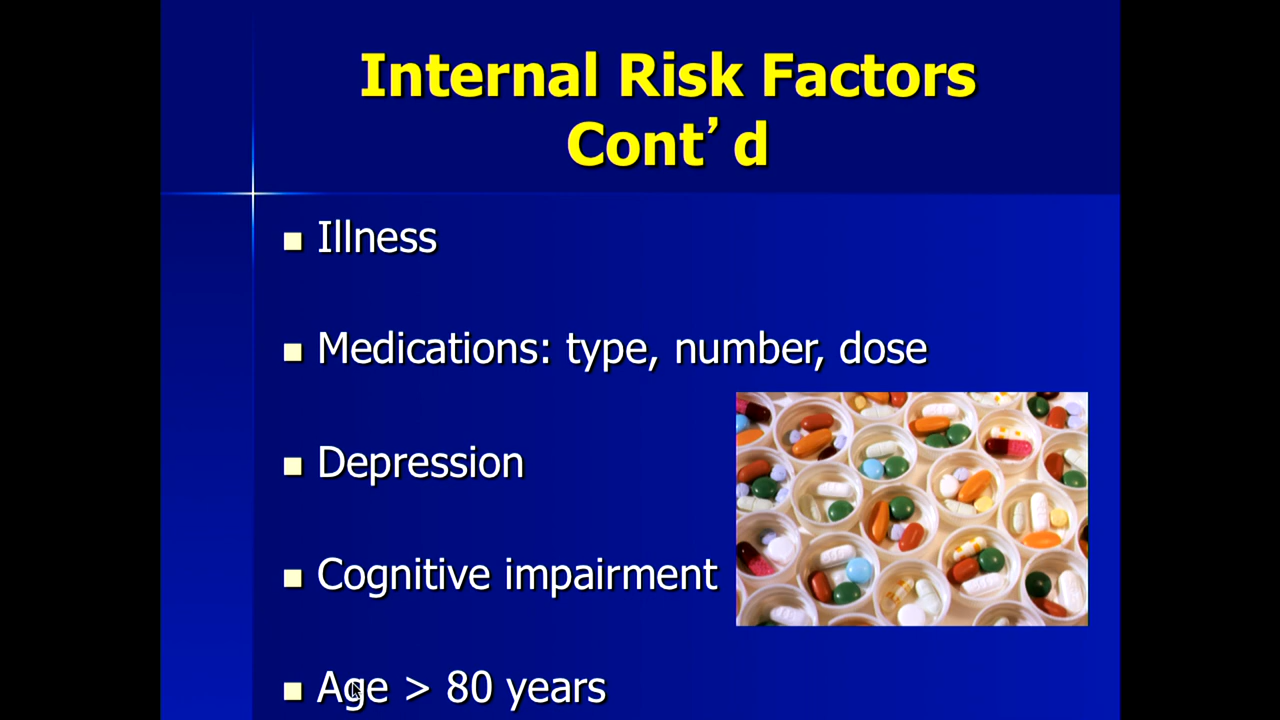 Internal Risk Factors
Cont’d
Illness
Medications: type, number, dose
Depression
Cognitive impairment
Age > 80 years